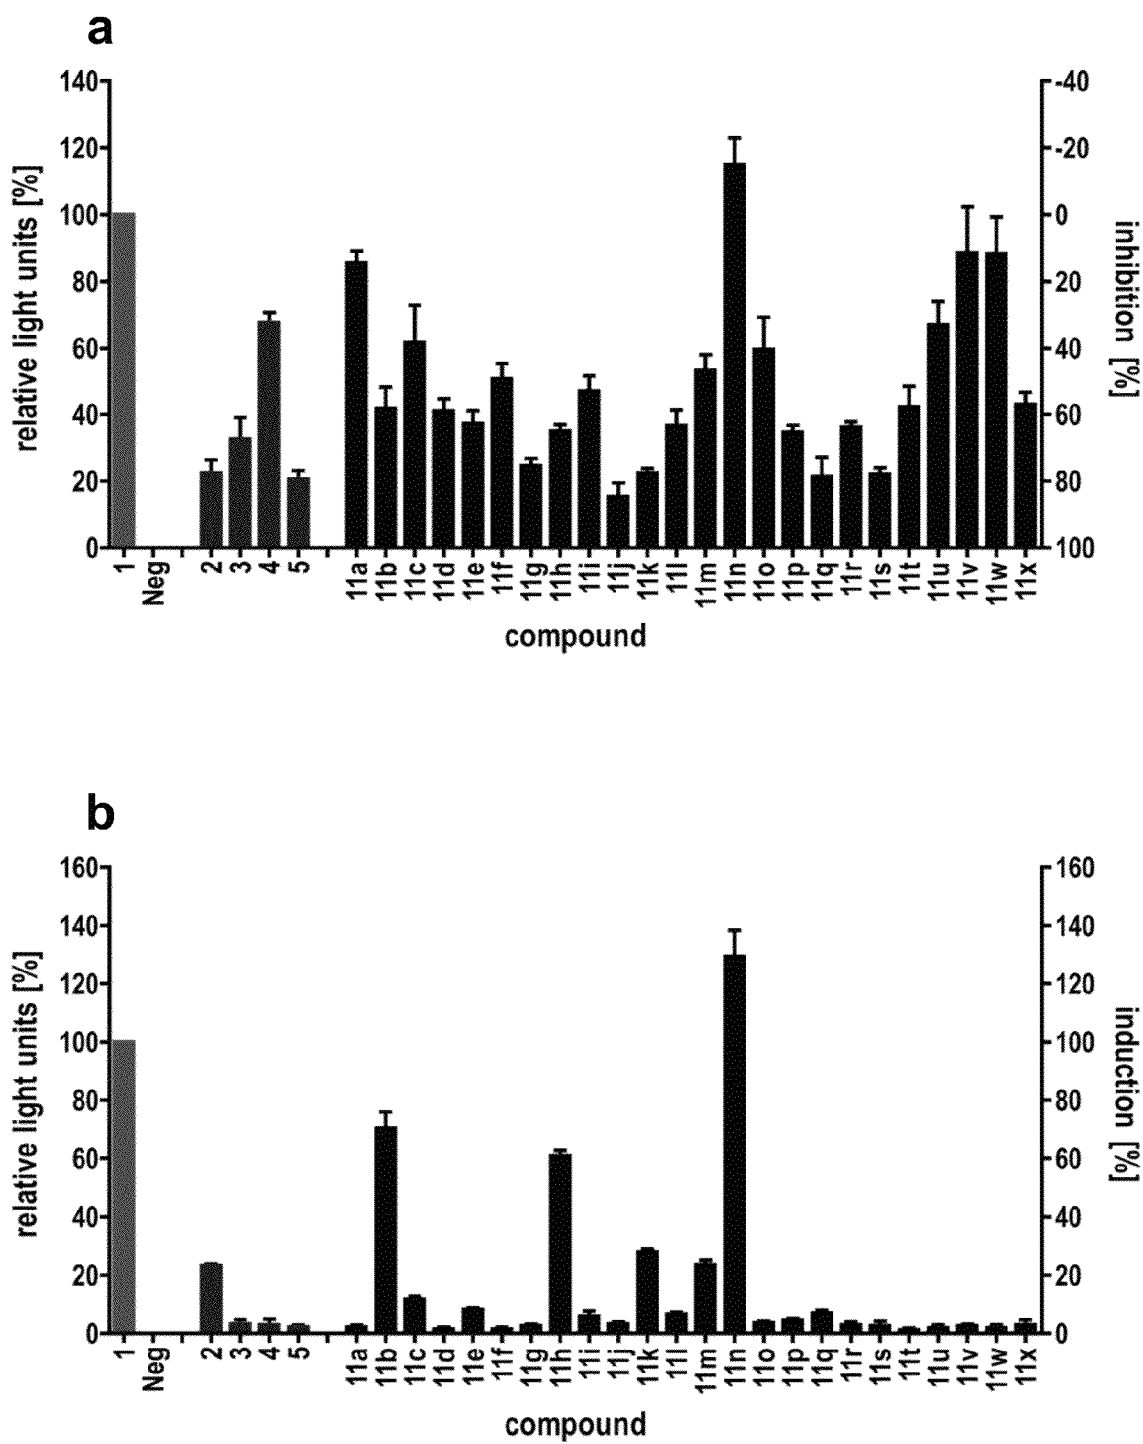 a
relative light units [%]
140
120
100
80
60
40
20
0
-40
-20
0
20
40
60
80
100
inhibition [%]
1
Neg
2
3
4
5
11a
11b
11c
11d
11e
11f
11g
11h
11i
11j
11k
11l
11m
11n
11o
11p
11q
11r
11s
11t
11u
11v
11w
11x
compound
b
relative light units [%]
160
140
120
100
80
60
40
20
0
160
140
120
100
80
60
40
20
0
induction [%]
1
Neg
2
3
4
5
11a
11b
11c
11d
11e
11f
11g
11h
11i
11j
11k
11l
11m
11n
11o
11p
11q
11r
11s
11t
11u
11v
11w
11x
compound